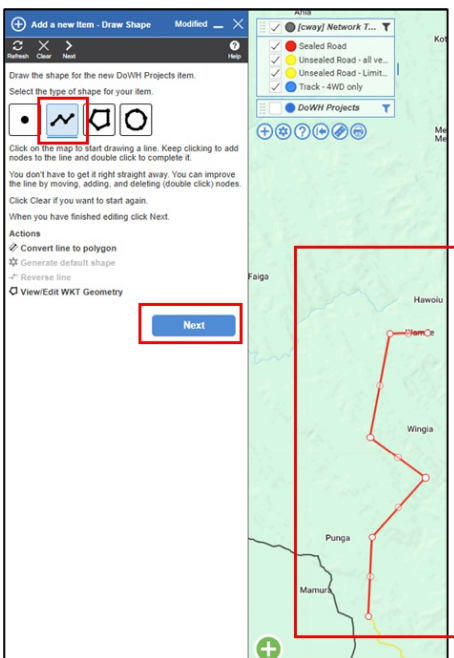 Add a new Item - Draw Shape Modified
Refresh Clear Next Help
Draw the shape for the new DoWH Projects item.
Select the type of shape for your item.
Click on the map to start drawing a line. Keep clicking to add
nodes to the line and double click to complete it.
You don't have to get it right straight away. You can improve
the line by moving, adding, and deleting (double click) nodes.
Click Clear if you want to start again.
When you have finished editing click Next.
Actions
Convert line to polygon
Generate default shape
Reverse line
View/Edit WKT Geometry
Next
[cway] Network T...
Sealed Road
Unsealed Road - all ve...
Unsealed Road - Limit...
Track - 4WD only
DoWH Projects
Faiga
Hawoiu
Wingia
Punga
Mamura